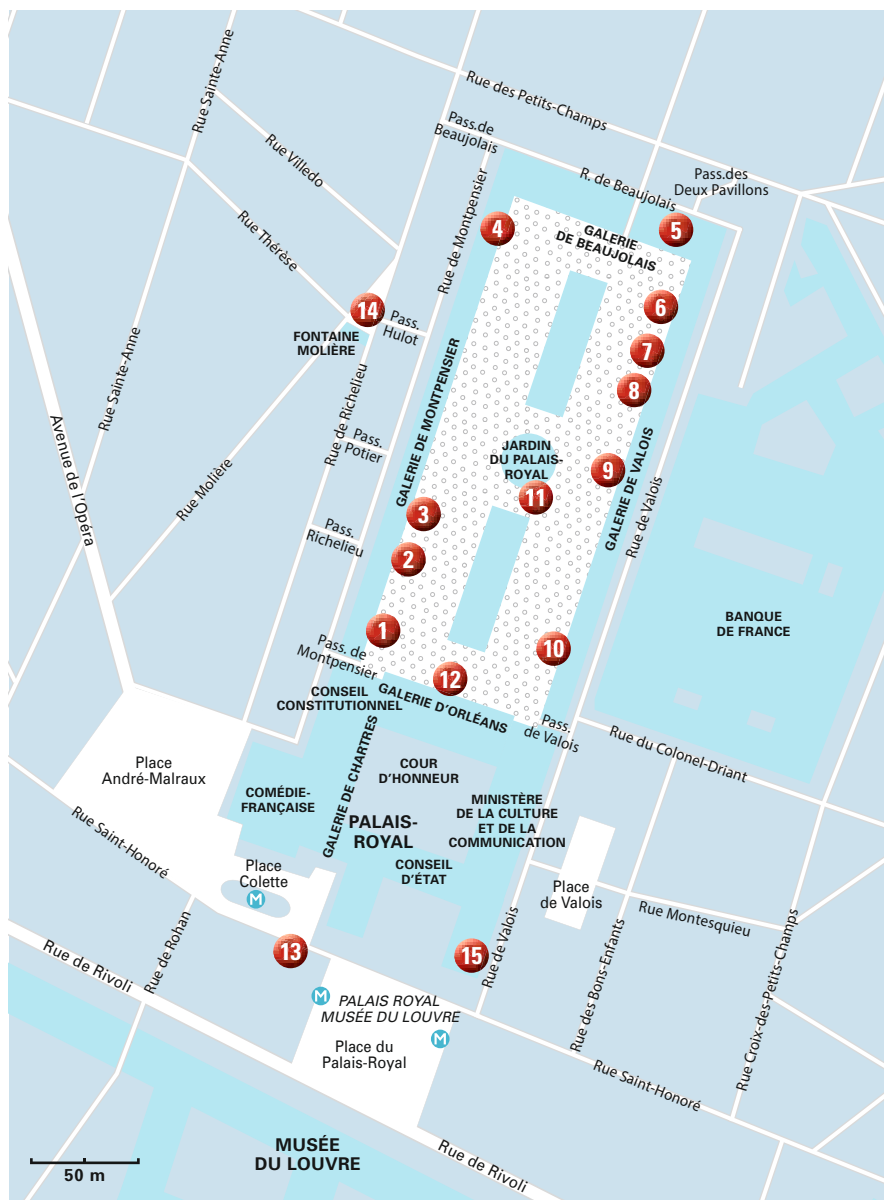 Rue Sainte-Anne
Rue des Petits-Champs
Pass.de
Beaujolais
Rue Villedo
R. de Beaujolais
Pass.des
Deux Pavillons
Rue de Montpensier
4
GALERIE
DE BEAUJOLAIS
5
Rue Thérèse
6
14
Pass.
Hulot
FONTAINE
MOLIÈRE
7
8
Rue Sainte-Anne
GALERIE DE MONTPENSIER
Avenue de l'Opéra
Rue de Richelieu
Pass.
Potier
Rue Molière
JARDIN
DU PALAIS-
ROYAL
9
GALERIE DE VALOIS
Rue de Valois
11
3
Pass.
Richelieu
2
BANQUE
DE FRANCE
1
10
Pass. de
Montpensier
12
CONSEIL
CONSTITUTIONNEL
GALERIE D'ORLÉANS
Pass.
de Valois
Rue du Colonel-Driant
Place
André-Malraux
GALERIE DE CHARTRES
COUR
D'HONNEUR
COMÉDIE-
FRANÇAISE
MINISTÈRE
DE LA CULTURE
ET DE LA
COMMUNICATION
PALAIS-
ROYAL
Rue Saint-Honoré
CONSEIL
D'ÉTAT
Place
Colette
M
Place
de Valois
Rue Montesquieu
Rue de Rohan
13
15
Rue de Valois
Rue des Bons-Enfants
Rue Croix-des-Petits-Champs
Rue de Rivoli
M
PALAIS ROYAL
MUSÉE DU LOUVRE
M
Place du
Palais-Royal
Rue Saint-Honoré
MUSÉE
DU LOUVRE
Rue de Rivoli
50 m